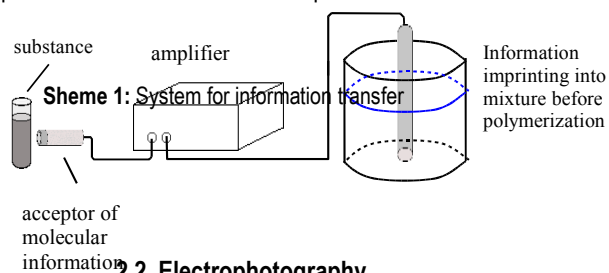 substance
amplifier
Information
imprinting into
mixture before
polymerization
Sheme 1: System for information transfer
acceptor of
molecular
information
2.2. Electrophotography